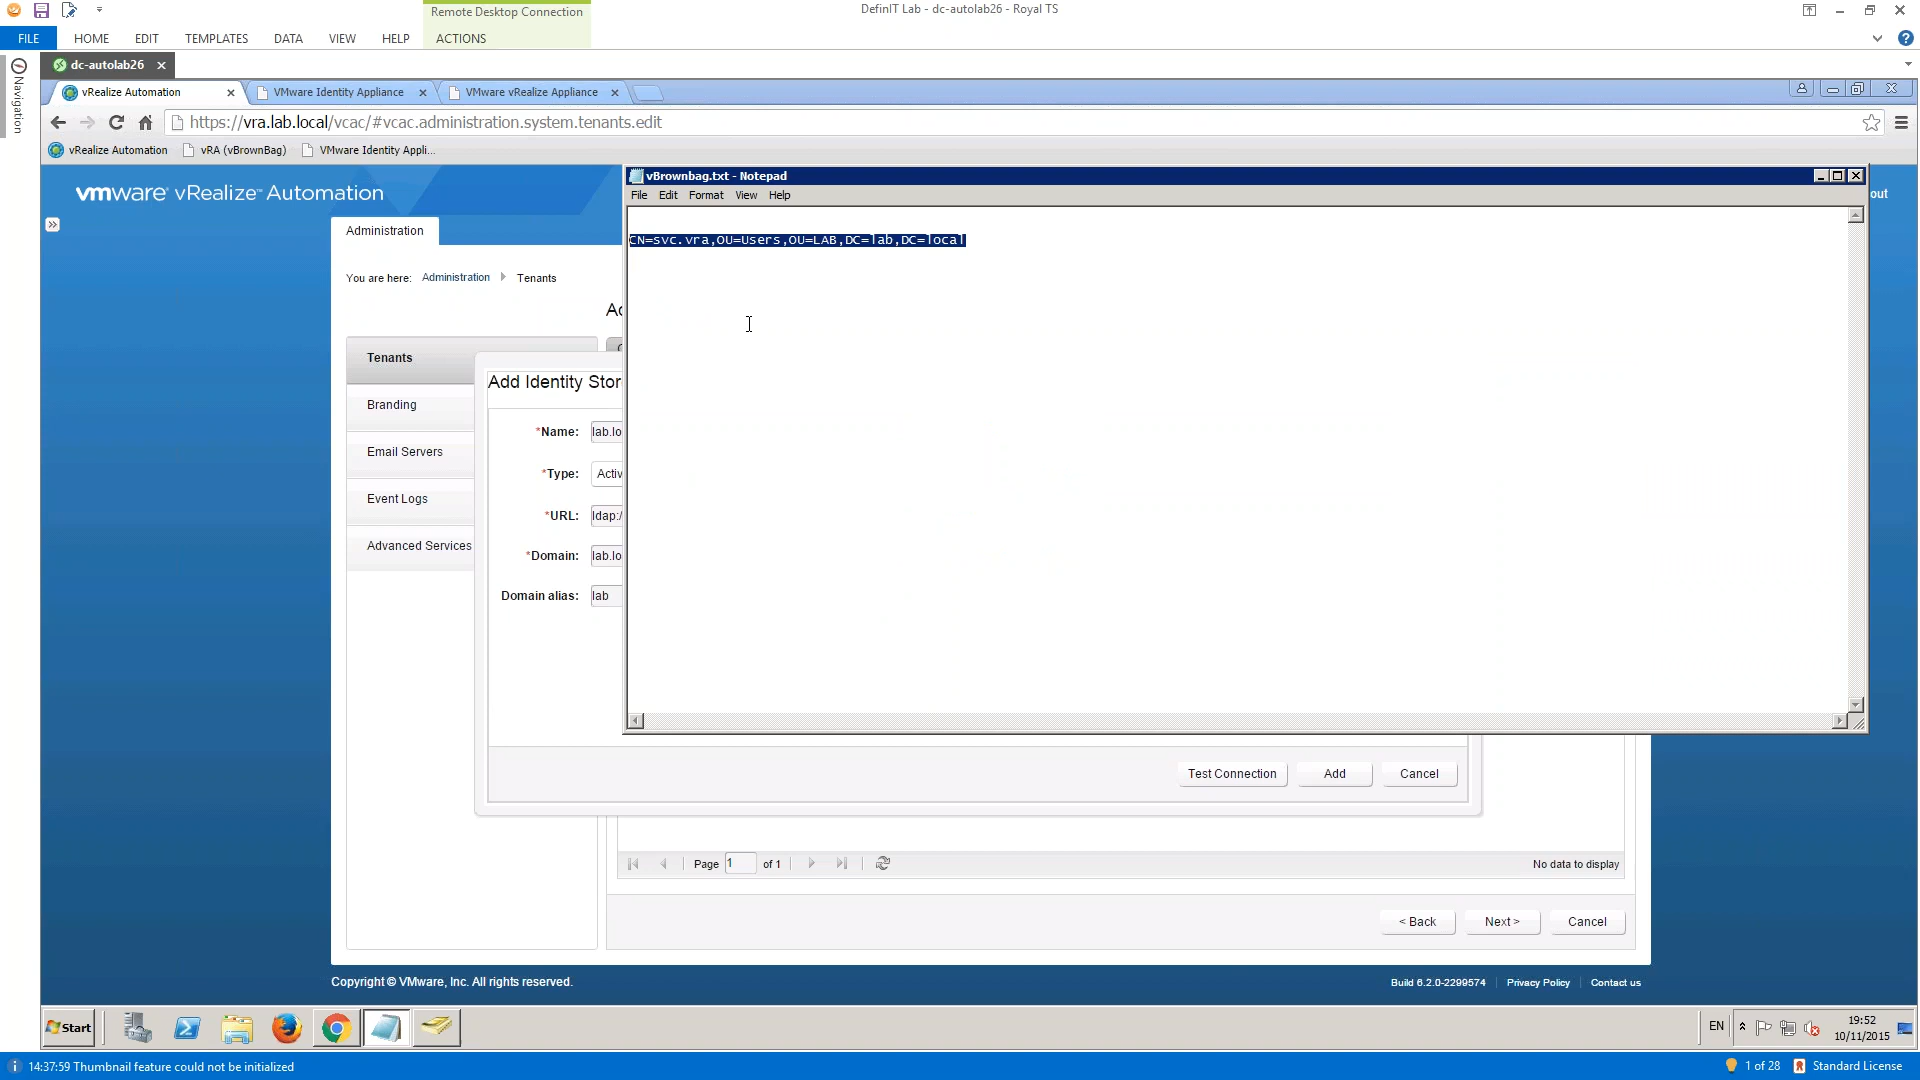 Remote Desktop Connection
DefinIT Lab - dc-autolab26 - Royal TS
FILE HOME EDIT TEMPLATES DATA VIEW HELP ACTIONS
Navigation
dc-autolab26
vRealize Automation
VMware Identity Appliance
VMware vRealize Appliance
https://vra.lab.local/vcac/#vcac.administration.system.tenants.edit
vRealize Automation
vRA (vBrownBag)
VMware Identity Appli...
vmware vRealize Automation
out
vBrownbag.txt - Notepad
File Edit Format View Help
CN=svc.vra,OU=Users,OU=LAB,DC=lab,DC=local
Administration
You are here: Administration Tenants
Tenants
Branding
Email Servers
Event Logs
Advanced Services
Add Identity Stor
*Name: lab.lo
*Type: Activ
*URL: ldap:/
*Domain: lab.lo
Domain alias: lab
Test Connection
Add
Cancel
Page 1 of 1
No data to display
< Back
Next >
Cancel
Copyright © VMware, Inc. All rights reserved.
Build 6.2.0-2299574
Privacy Policy
Contact us
Start
EN
19:52
10/11/2015
14:37:59 Thumbnail feature could not be initialized
1 of 28
Standard License